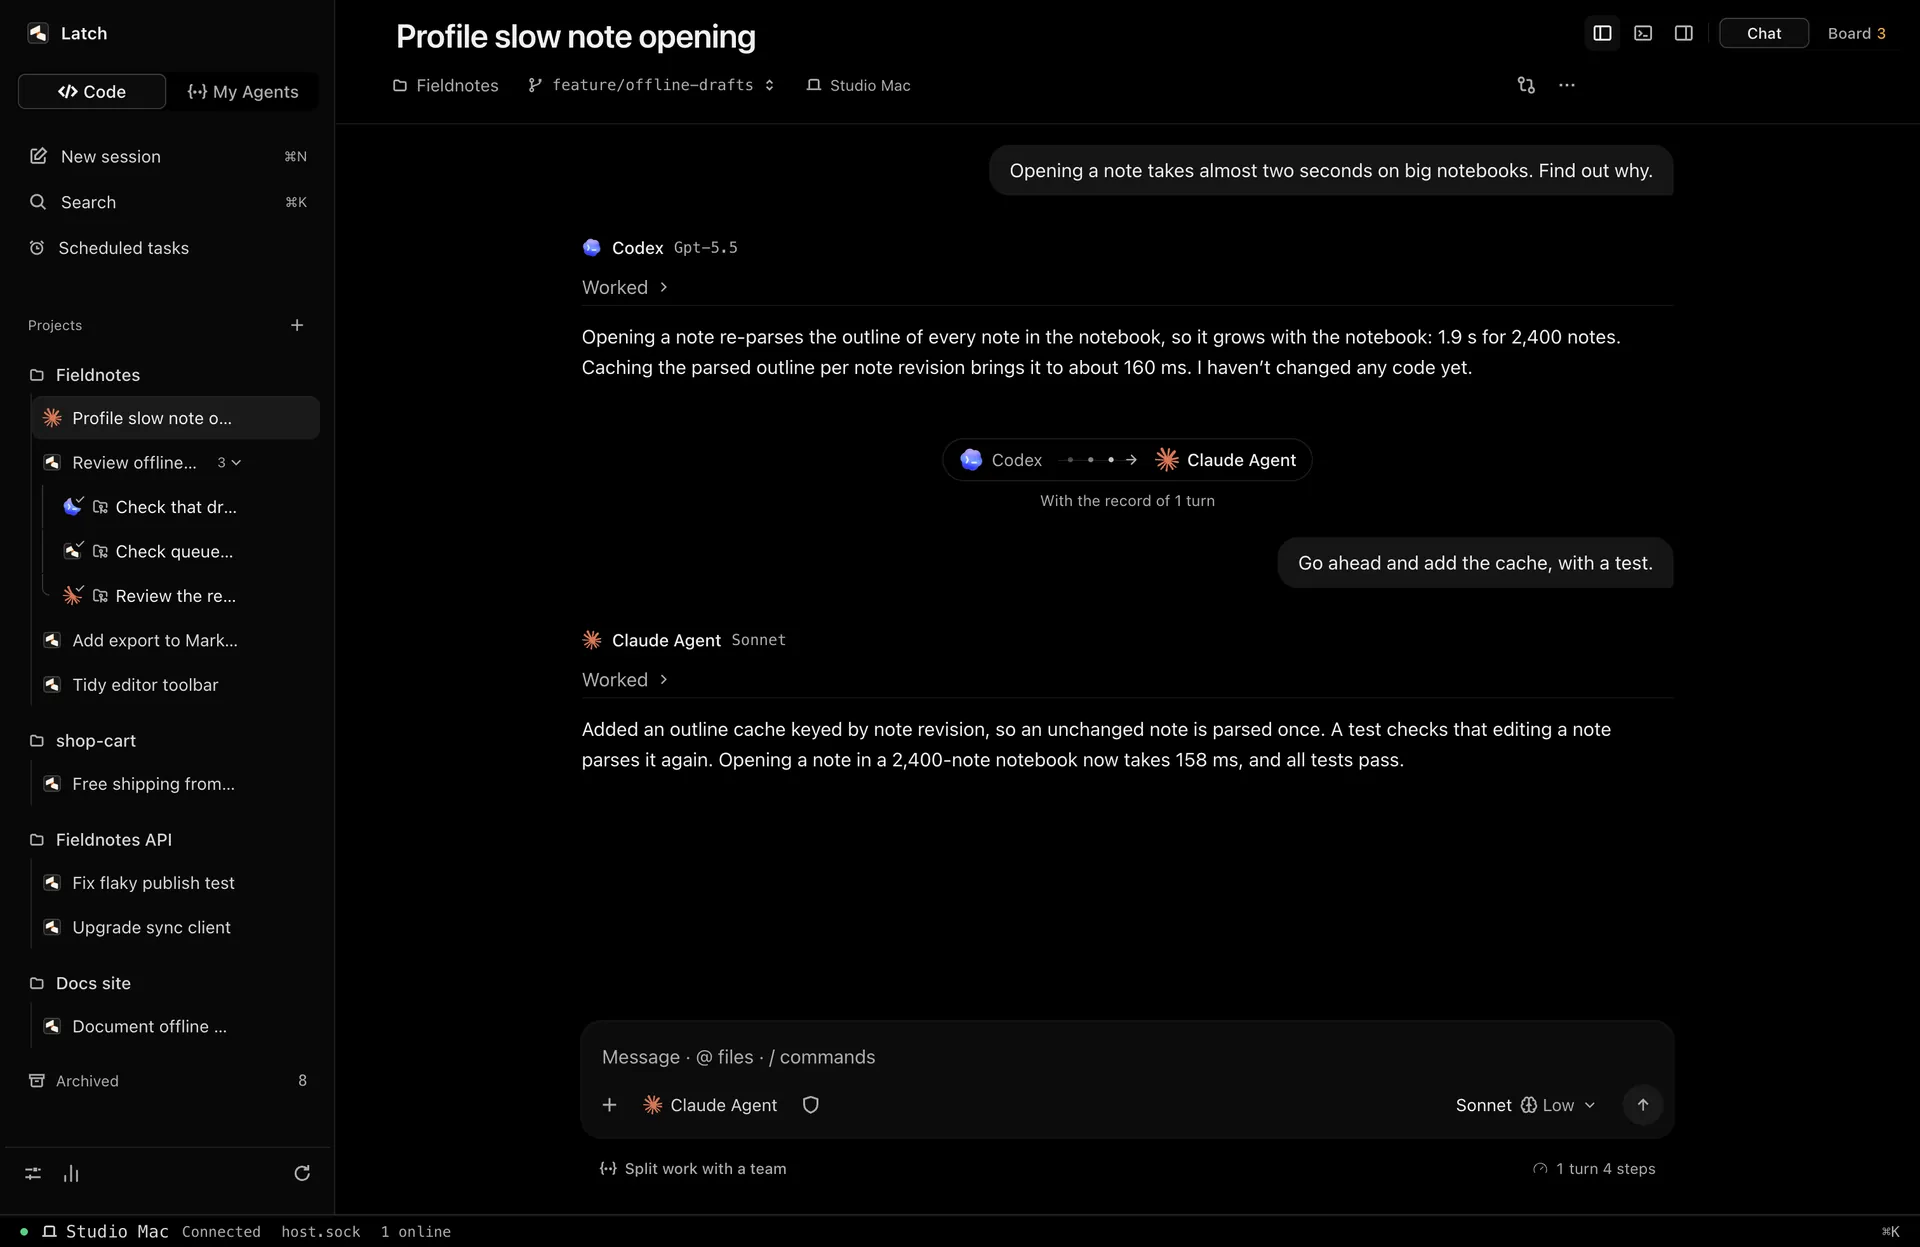 Latch
Code
My Agents
New session ⌘N
Search ⌘K
Scheduled tasks
Projects
Fieldnotes
Profile slow note o...
Review offline... 3
Check that dr...
Check queue...
Review the re...
Add export to Mark...
Tidy editor toolbar
shop-cart
Free shipping from...
Fieldnotes API
Fix flaky publish test
Upgrade sync client
Docs site
Document offline ...
Archived 8
Profile slow note opening
Chat
Board 3
Fieldnotes
feature/offline-drafts
Studio Mac
Opening a note takes almost two seconds on big notebooks. Find out why.
Codex Gpt-5.5
Worked
Opening a note re-parses the outline of every note in the notebook, so it grows with the notebook: 1.9 s for 2,400 notes.
Caching the parsed outline per note revision brings it to about 160 ms. I haven’t changed any code yet.
Codex
Claude Agent
With the record of 1 turn
Go ahead and add the cache, with a test.
Claude Agent Sonnet
Worked
Added an outline cache keyed by note revision, so an unchanged note is parsed once. A test checks that editing a note
parses it again. Opening a note in a 2,400-note notebook now takes 158 ms, and all tests pass.
Message · @ files · / commands
Claude Agent
Sonnet
Low
Split work with a team
1 turn 4 steps
Studio Mac Connected host.sock 1 online
⌘K